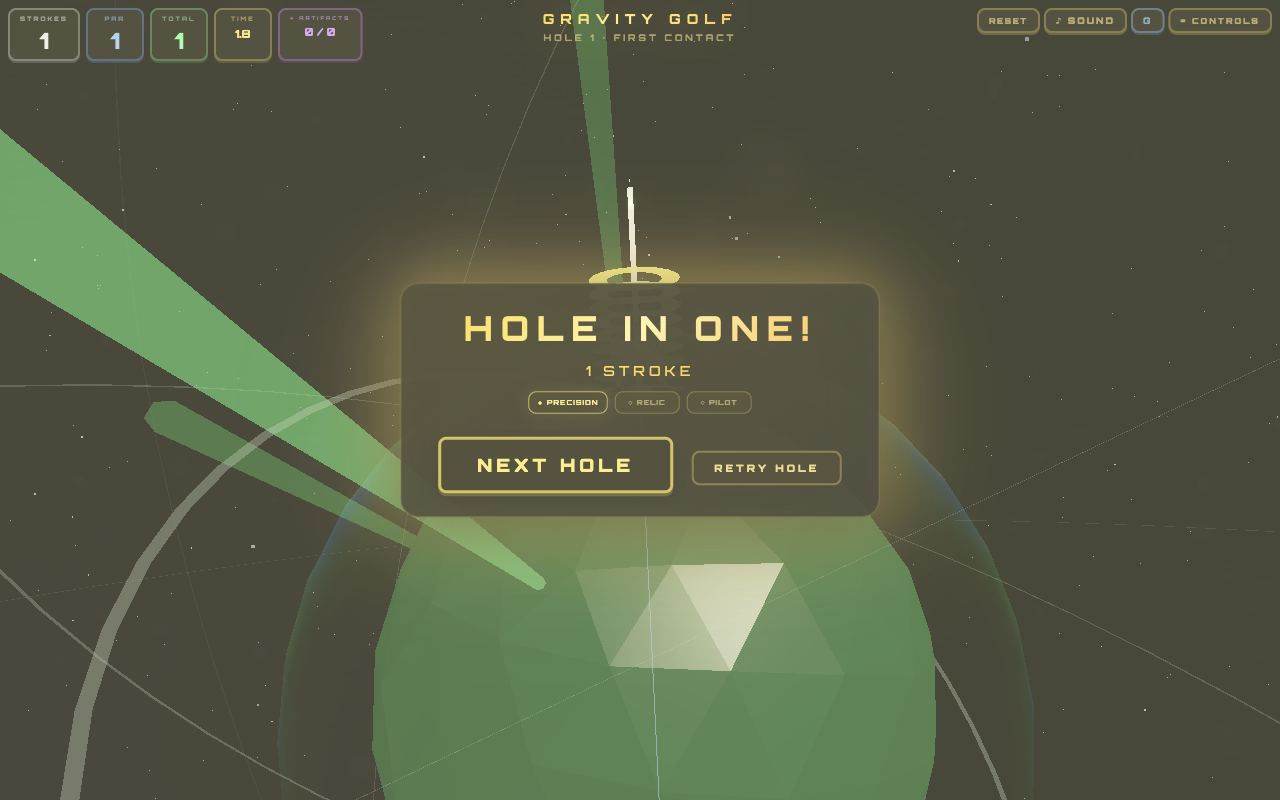 STROKES
1
PAR
1
TOTAL
1
TIME
1.8
ARTIFACTS
0 / 0
GRAVITY GOLF
HOLE 1 · FIRST CONTACT
RESET
♪ SOUND
G
CONTROLS
HOLE IN ONE!
1 STROKE
PRECISION
RELIC
PILOT
NEXT HOLE
RETRY HOLE